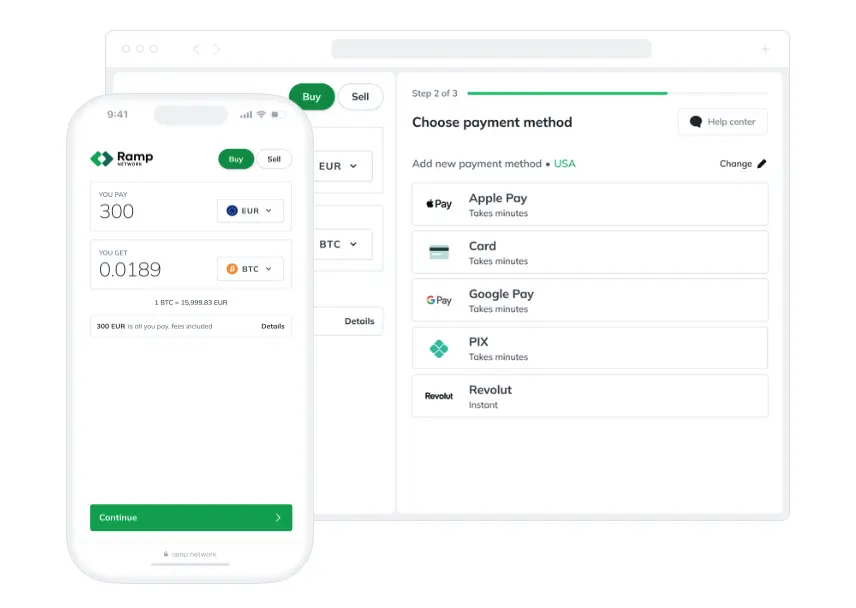 9:41
Ramp
NETWORK
Buy
Sell
YOU PAY
300
EUR
YOU GET
0.0189
BTC
1 BTC = 15,999.83 EUR
300 EUR is all you pay, fees included
Details
Continue
ramp.network
Buy
Sell
EUR
BTC
Details
Step 2 of 3
Choose payment method
Help center
Add new payment method • USA
Change
Pay
Apple Pay
Takes minutes
Card
Takes minutes
G Pay
Google Pay
Takes minutes
PIX
Takes minutes
Revolut
Revolut
Instant